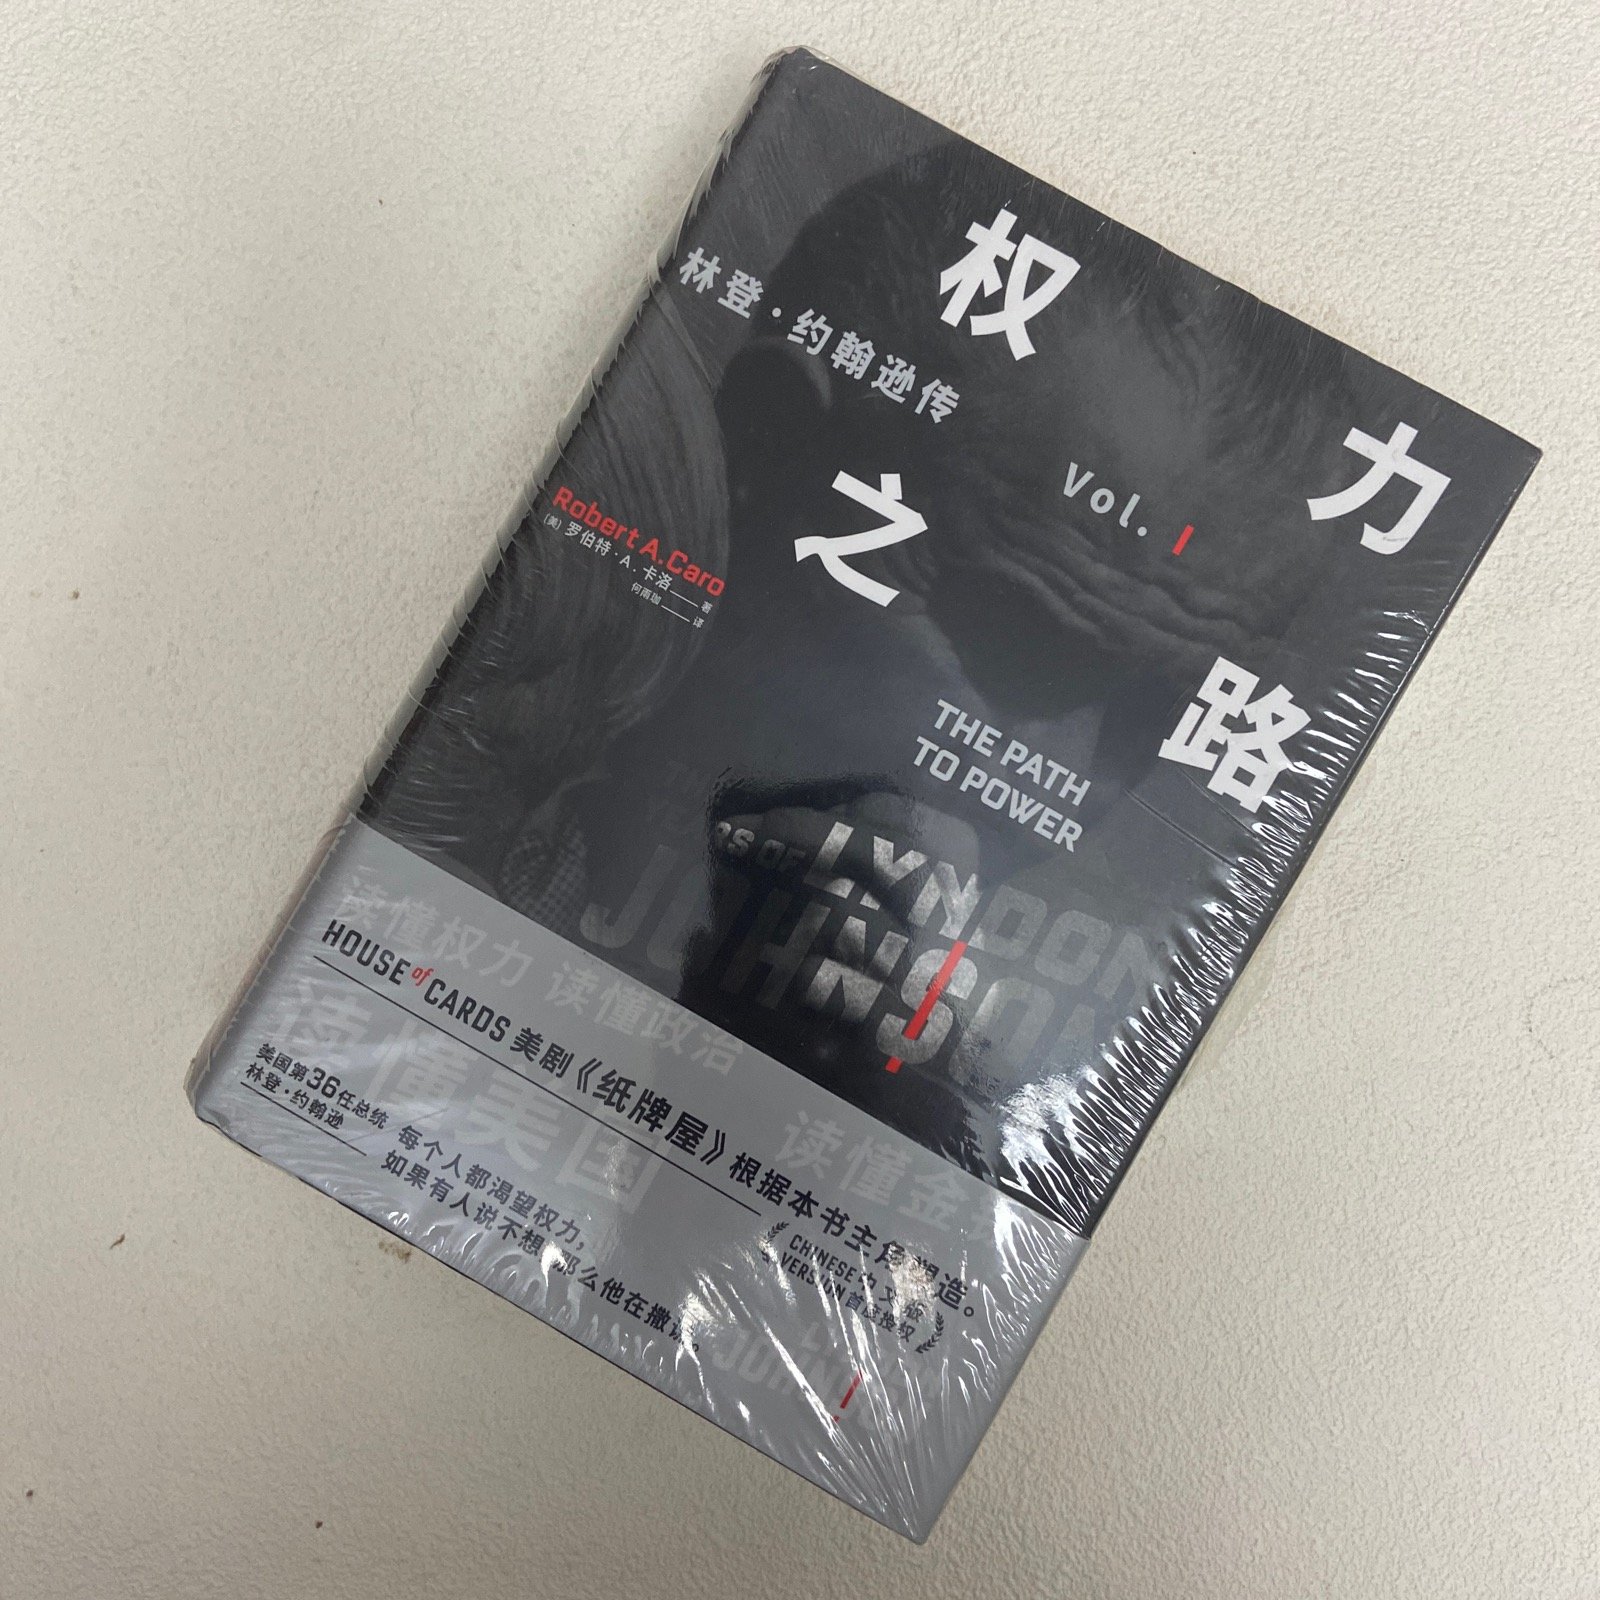 权力之路
林登·约翰逊传
Vol. I
Robert A. Caro
(美) 罗伯特·A.卡洛 著
何雨珈 译
THE PATH
TO POWER
RS OF LYNDON
JOHNSON
读懂权力 读懂政治
HOUSE of CARDS 美剧《纸牌屋》根据本书主角塑造。
读懂美国
读懂金
美国第36任总统
林登·约翰逊
每个人都渴望权力，
如果有人说不想，那么他在撒谎。
CHINESE 中文版
VERSION 首度授权